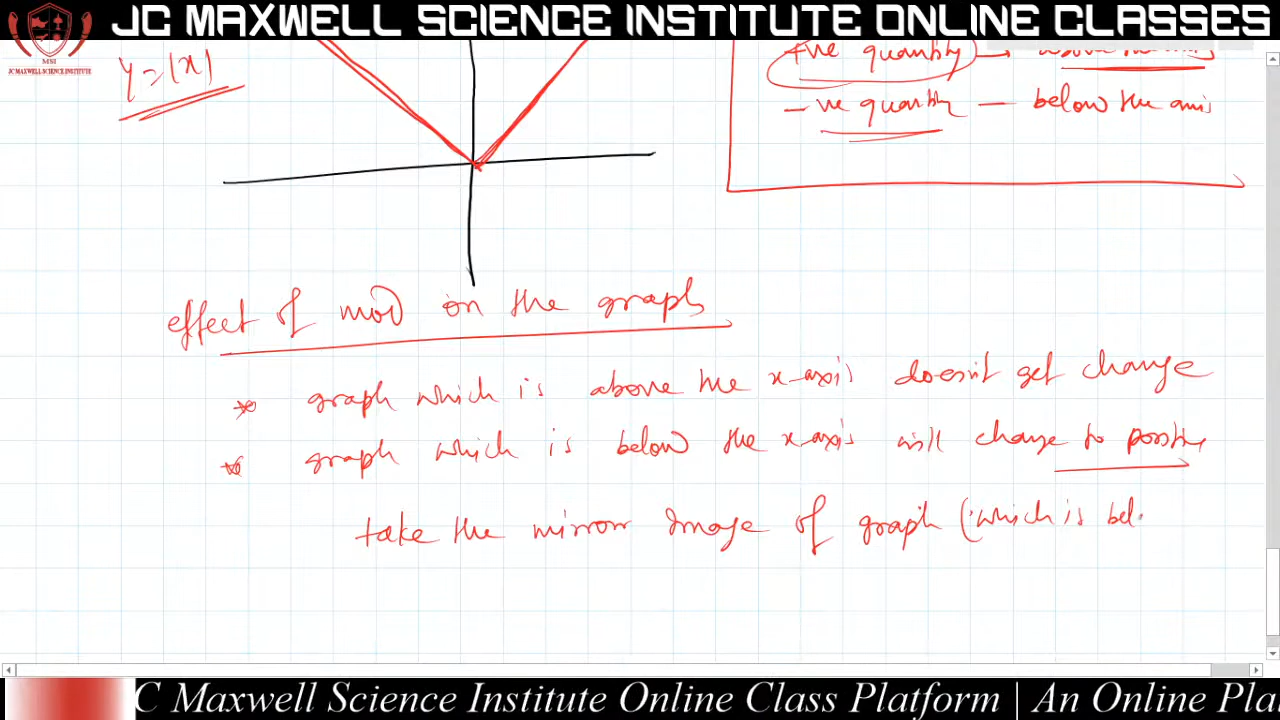 JC MAXWELL SCIENCE INSTITUTE ONLINE CLASSES
MSI
JC MAXWELL SCIENCE INSTITUTE
y = |x|
+ve quantity →
-ve quantity — below the axis
effect of mod on the graph
* graph which is above the x-axis doesn't get change
* graph which is below the x-axis will change to positive
take the mirror Image of graph (which is bel
C Maxwell Science Institute Online Class Platform | An Online Pla